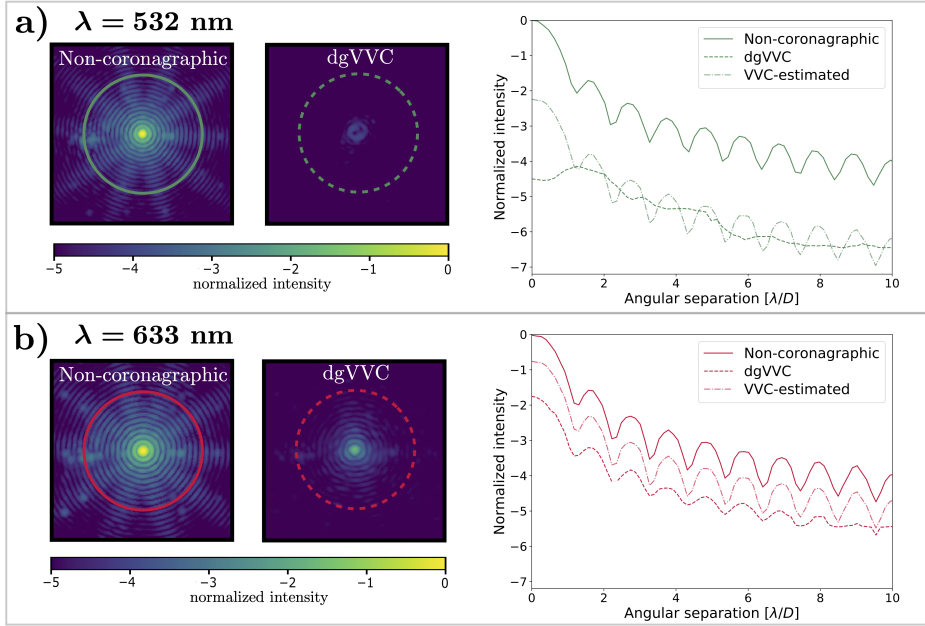 a) λ = 532 nm
Non-coronagraphic
dgVVC
−5 −4 −3 −2 −1 0
normalized intensity
Normalized intensity
0
−1
−2
−3
−4
−5
−6
−7
Non-coronagraphic
dgVVC
VVC-estimated
0 2 4 6 8 10
Angular separation [λ/D]
b) λ = 633 nm
Non-coronagraphic
dgVVC
−5 −4 −3 −2 −1 0
normalized intensity
Normalized intensity
0
−1
−2
−3
−4
−5
−6
−7
Non-coronagraphic
dgVVC
VVC-estimated
0 2 4 6 8 10
Angular separation [λ/D]